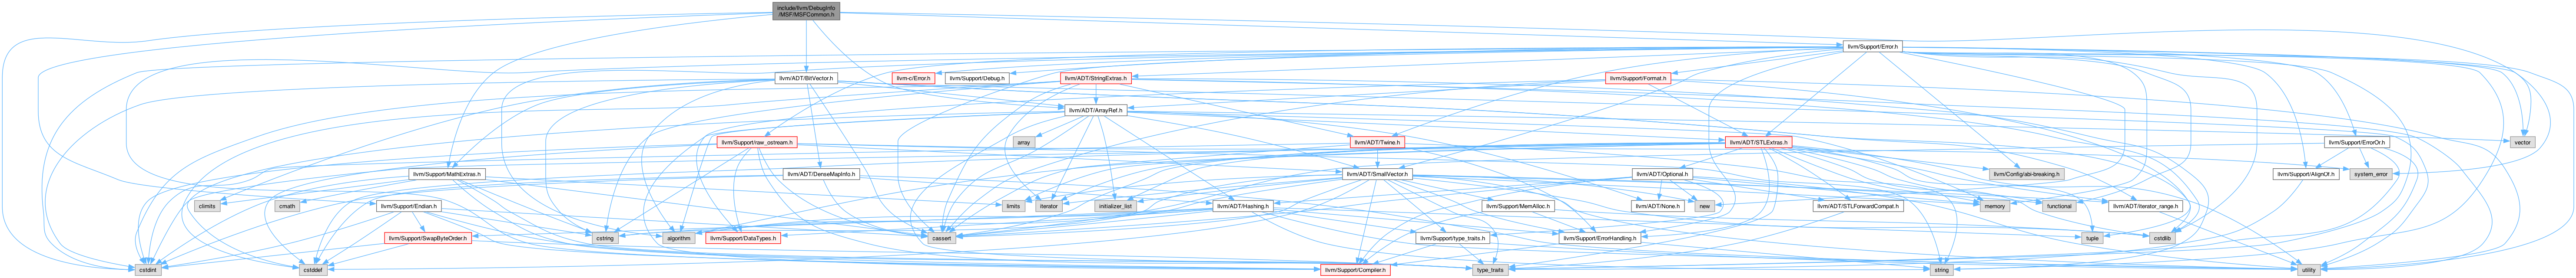 include/llvm/DebugInfo
/MSF/MSFCommon.h
llvm/Support/Error.h
llvm/ADT/BitVector.h
llvm-c/Error.h
llvm/Support/Debug.h
llvm/ADT/StringExtras.h
llvm/Support/Format.h
llvm/ADT/ArrayRef.h
llvm/Support/raw_ostream.h
array
llvm/ADT/Twine.h
llvm/ADT/STLExtras.h
llvm/Support/ErrorOr.h
vector
llvm/Support/MathExtras.h
llvm/ADT/DenseMapInfo.h
llvm/ADT/SmallVector.h
llvm/ADT/Optional.h
llvm/Config/abi-breaking.h
llvm/Support/AlignOf.h
system_error
climits
cmath
llvm/Support/Endian.h
limits
iterator
initializer_list
llvm/ADT/Hashing.h
llvm/Support/MemAlloc.h
llvm/ADT/None.h
new
llvm/ADT/STLForwardCompat.h
memory
functional
llvm/ADT/iterator_range.h
llvm/Support/SwapByteOrder.h
cstring
algorithm
llvm/Support/DataTypes.h
cassert
llvm/Support/type_traits.h
llvm/Support/ErrorHandling.h
tuple
cstdlib
cstdint
cstddef
llvm/Support/Compiler.h
type_traits
string
utility